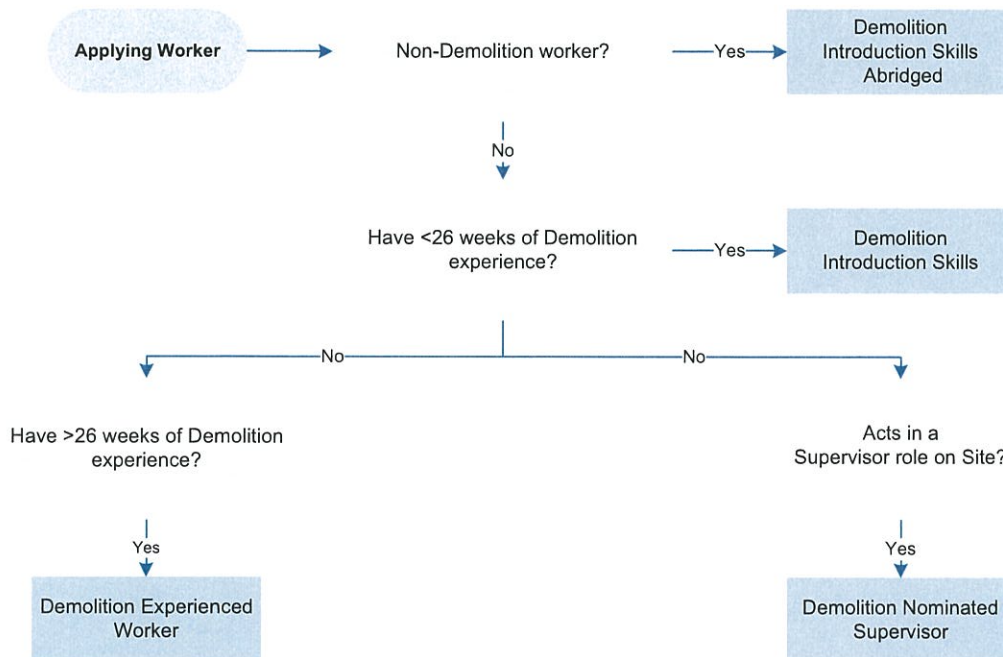 Applying Worker
Non-Demolition worker?
Yes
Demolition
Introduction Skills
Abridged
No
Have <26 weeks of Demolition
experience?
Yes
Demolition
Introduction Skills
No
No
Have >26 weeks of Demolition
experience?
Acts in a
Supervisor role on Site?
Yes
Yes
Demolition Experienced
Worker
Demolition Nominated
Supervisor